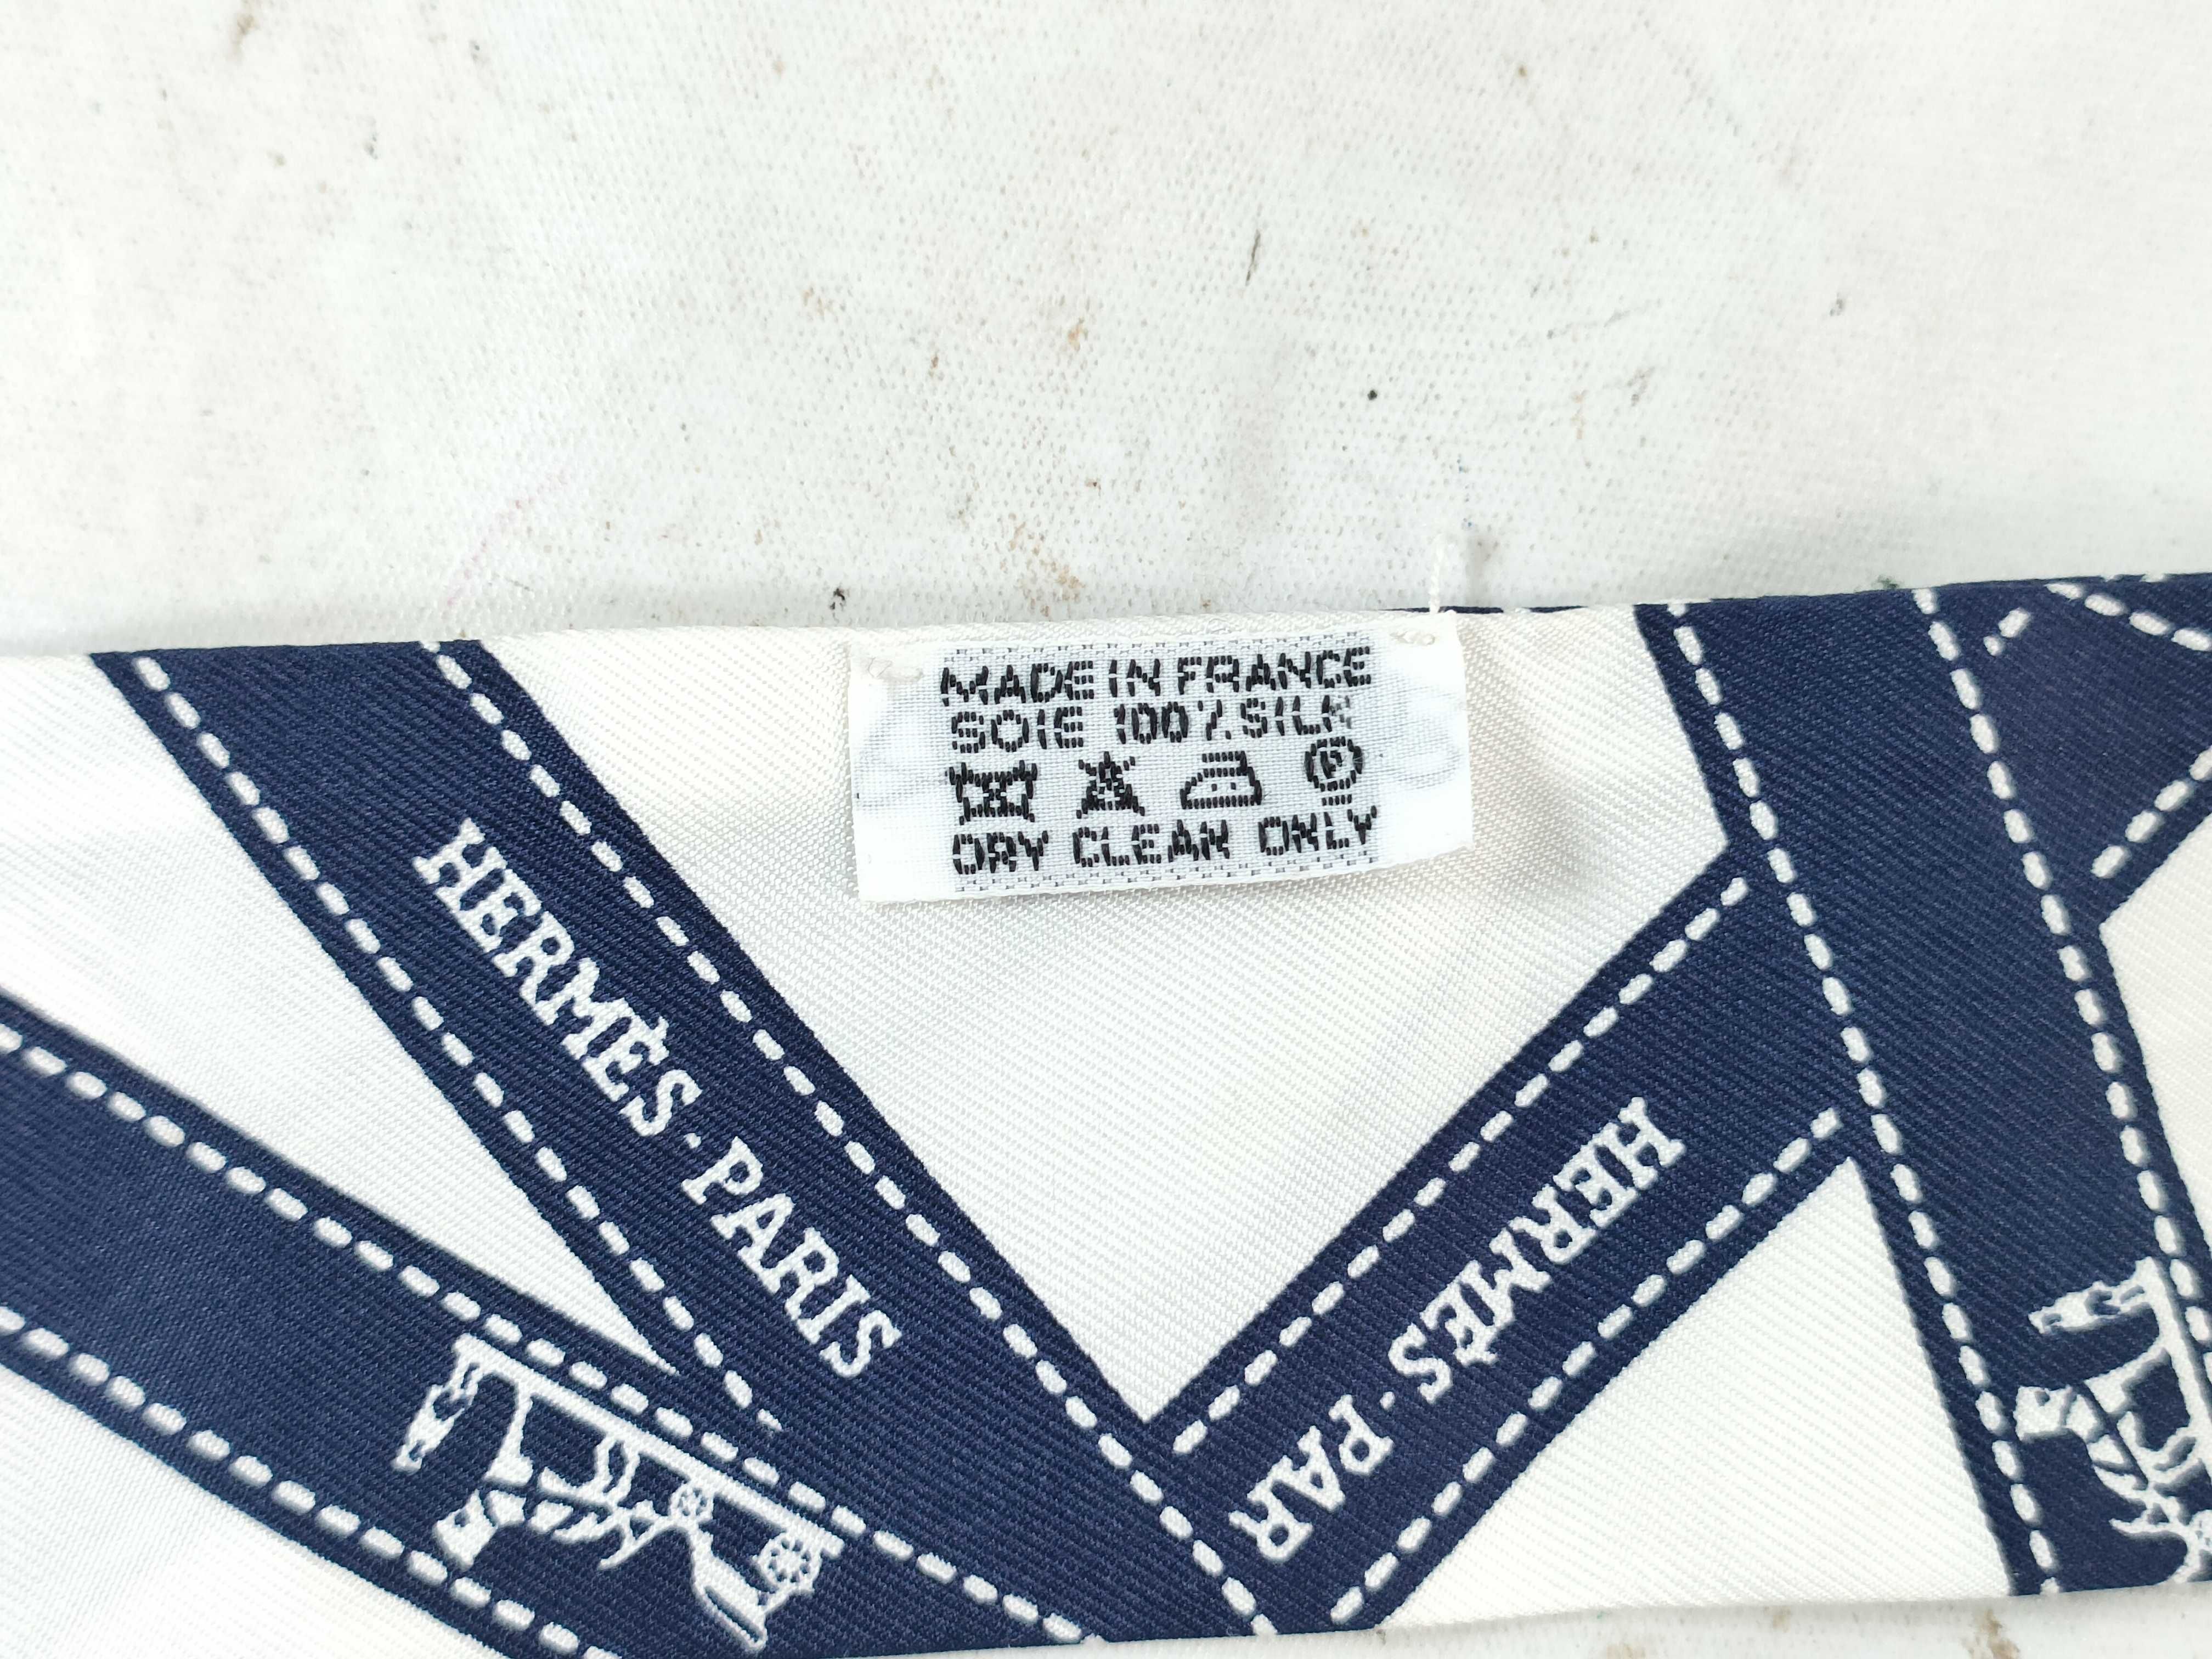 MADE IN FRANCE
SOIE 100% SILK
P
DRY CLEAN ONLY
HERMÈS·PARIS
HERMÈS·PAR